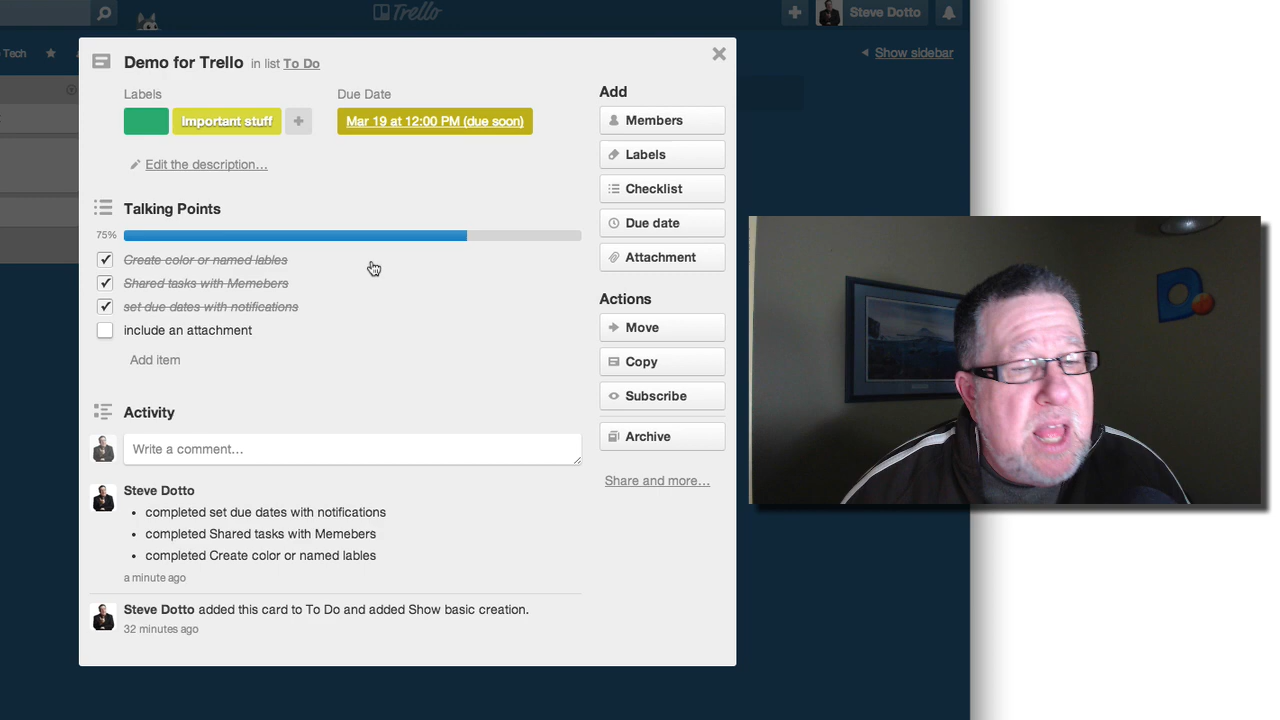 Trello
Steve Dotto
Tech
Show sidebar
Demo for Trello in list To Do
Labels
Important stuff
Due Date
Mar 19 at 12:00 PM (due soon)
Edit the description…
Talking Points
75%
Create color or named lables
Shared tasks with Memebers
set due dates with notifications
include an attachment
Add item
Activity
Write a comment…
Steve Dotto
• completed set due dates with notifications
• completed Shared tasks with Memebers
• completed Create color or named lables
a minute ago
Steve Dotto added this card to To Do and added Show basic creation.
32 minutes ago
Add
Members
Labels
Checklist
Due date
Attachment
Actions
Move
Copy
Subscribe
Archive
Share and more…